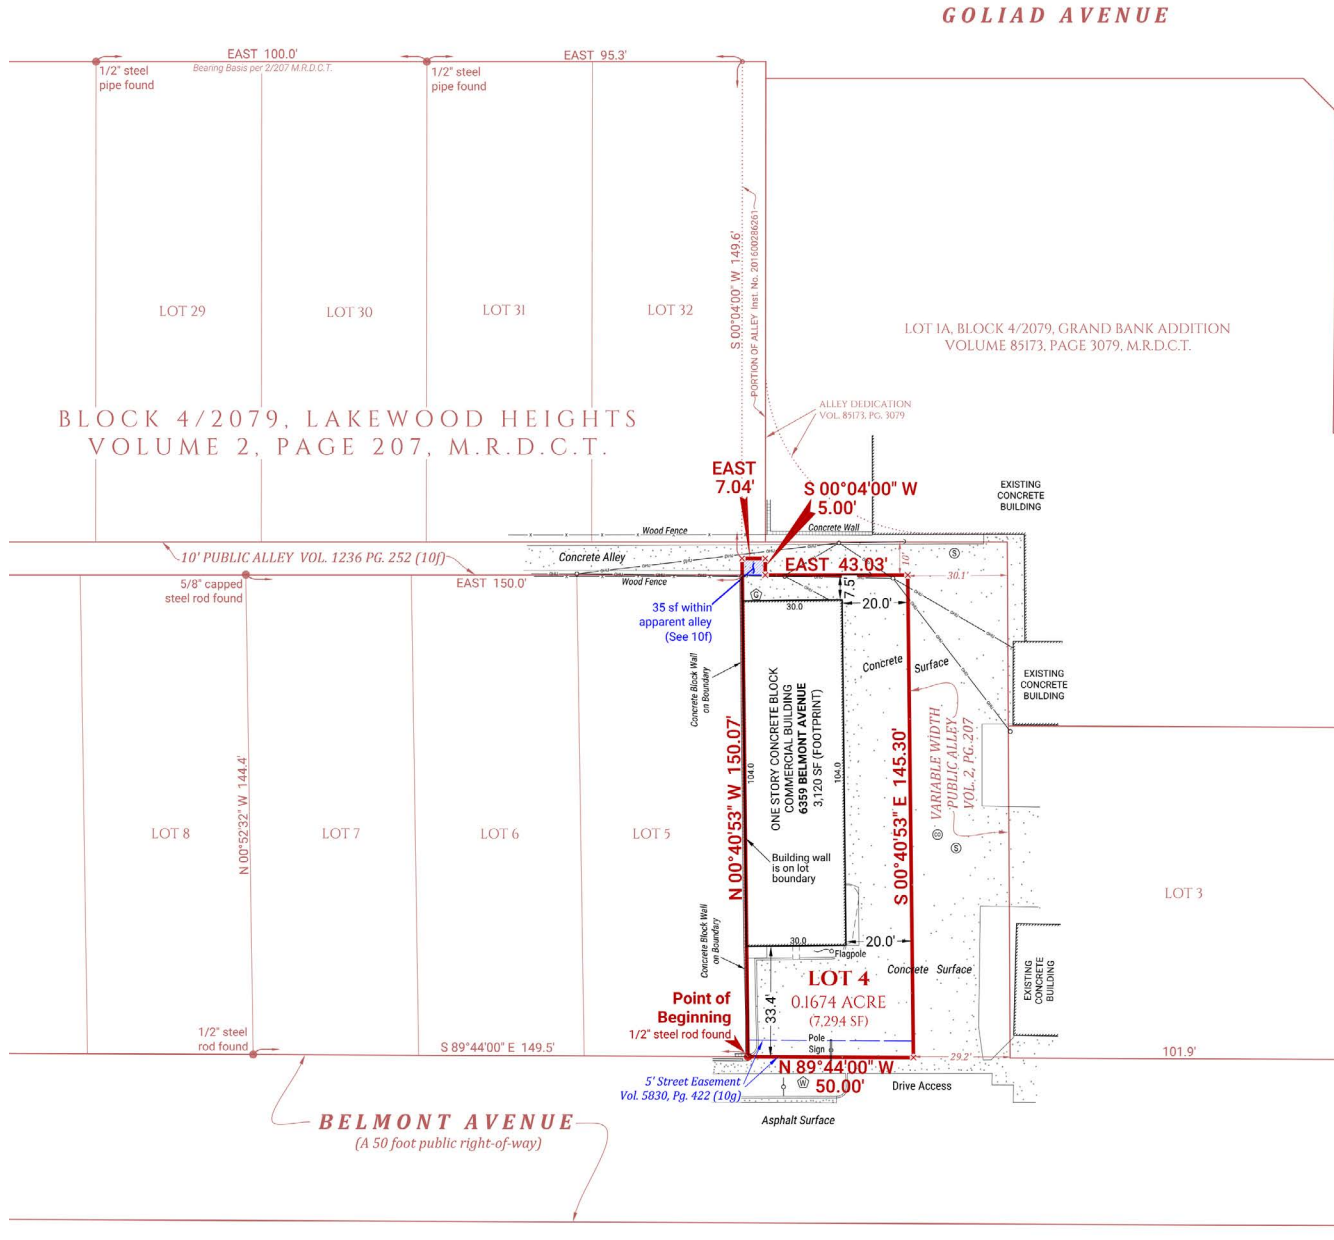 GOLIAD AVENUE
EAST 100.0'
Bearing Basis per 2/207 M.R.D.C.T.
EAST 95.3'
1/2" steel
pipe found
1/2" steel
pipe found
S 00°04'00" W 149.6'
PORTION OF ALLEY Inst. No. 201600286261
LOT 29
LOT 30
LOT 31
LOT 32
LOT 1A, BLOCK 4/2079, GRAND BANK ADDITION
VOLUME 85173, PAGE 3079, M.R.D.C.T.
BLOCK 4/2079, LAKEWOOD HEIGHTS
VOLUME 2, PAGE 207, M.R.D.C.T.
ALLEY DEDICATION
VOL. 85173, PG. 3079
EAST
7.04'
S 00°04'00" W
5.00'
EXISTING
CONCRETE
BUILDING
Wood Fence
Concrete Wall
10' PUBLIC ALLEY VOL. 1236 PG. 252 (10f)
Concrete Alley
EAST 43.03'
10'
S
5/8" capped
steel rod found
EAST 150.0'
Wood Fence
30.1'
35 sf within
apparent alley
(See 10f)
G
30.0
7.5'
20.0'
Concrete Surface
Concrete Block Wall
on Boundary
EXISTING
CONCRETE
BUILDING
ONE STORY CONCRETE BLOCK
COMMERCIAL BUILDING
6359 BELMONT AVENUE
3,120 SF (FOOTPRINT)
104.0
104.0
N 00°40'53" W 150.07'
S 00°40'53" E 145.30'
VARIABLE WIDTH
PUBLIC ALLEY
VOL. 2, PG. 207
N 00°52'32" W 144.4'
LOT 8
LOT 7
LOT 6
LOT 5
CO
S
Building wall
is on lot
boundary
LOT 3
Concrete Block Wall
on Boundary
30.0
20.0'
Flagpole
Concrete Surface
EXISTING
CONCRETE
BUILDING
LOT 4
0.1674 ACRE
(7,294 SF)
33.4'
Point of
Beginning
1/2" steel rod found
1/2" steel
rod found
S 89°44'00" E 149.5'
Pole
Sign
29.2'
101.9'
N 89°44'00" W
50.00'
5' Street Easement
Vol. 5830, Pg. 422 (10g)
W
Drive Access
BELMONT AVENUE
(A 50 foot public right-of-way)
Asphalt Surface